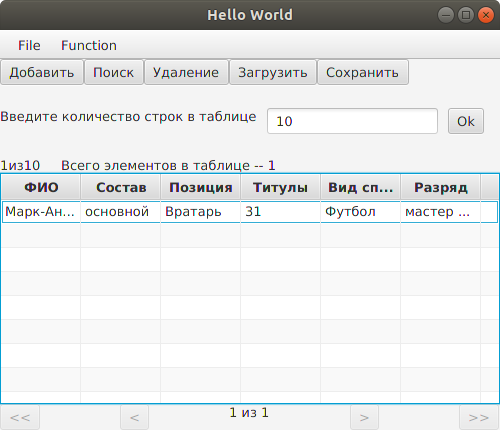 Hello World
File Function
Добавить Поиск Удаление Загрузить Сохранить
Введите количество строк в таблице 10 Ok
1из10 Всего элементов в таблице -- 1
ФИО Состав Позиция Титулы Вид сп... Разряд
Марк-Ан... основной Вратарь 31 Футбол мастер ...
<< < 1 из 1 > >>